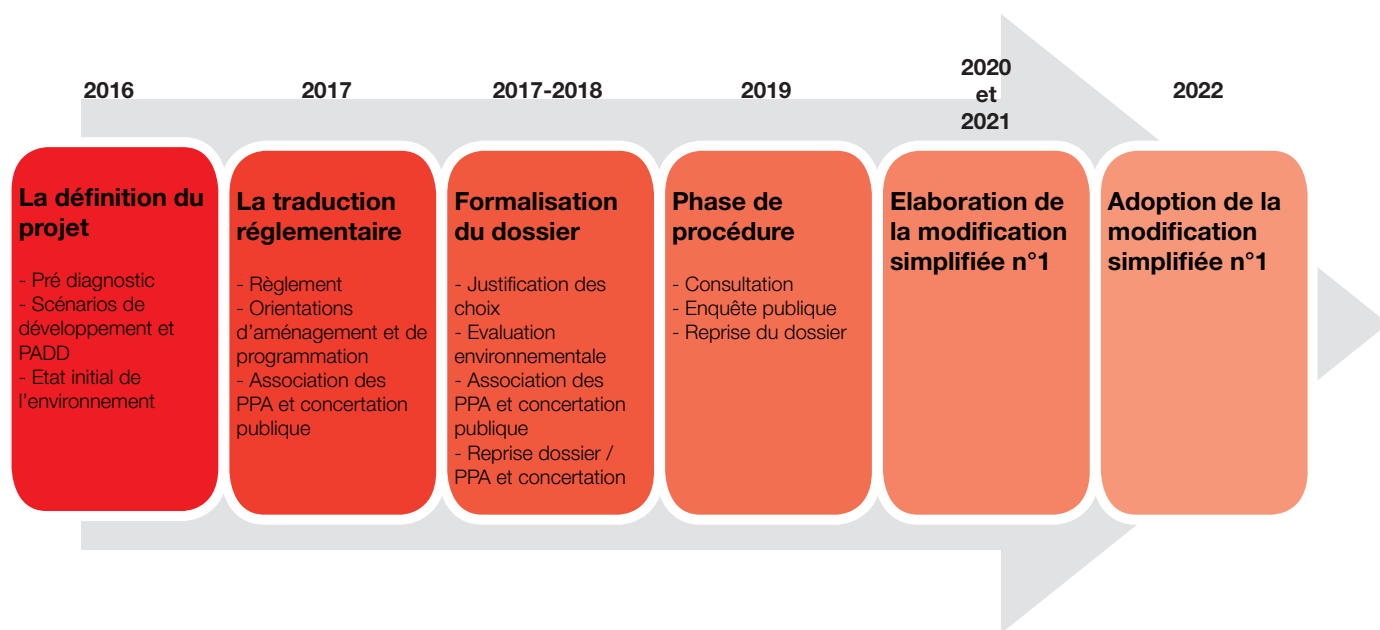 2016
La définition du
projet
- Pré diagnostic
- Scénarios de
développement et
PADD
- Etat initial de
l'environnement
2017
La traduction
réglementaire
- Règlement
- Orientations
d'aménagement et de
programmation
- Association des
PPA et concertation
publique
2017-2018
Formalisation
du dossier
- Justification des
choix
- Evaluation
environnementale
- Association des
PPA et concertation
publique
- Reprise dossier /
PPA et concertation
2019
Phase de
procédure
- Consultation
- Enquête publique
- Reprise du dossier
2020
et
2021
Elaboration de
la modification
simplifiée n°1
2022
Adoption de la
modification
simplifiée n°1